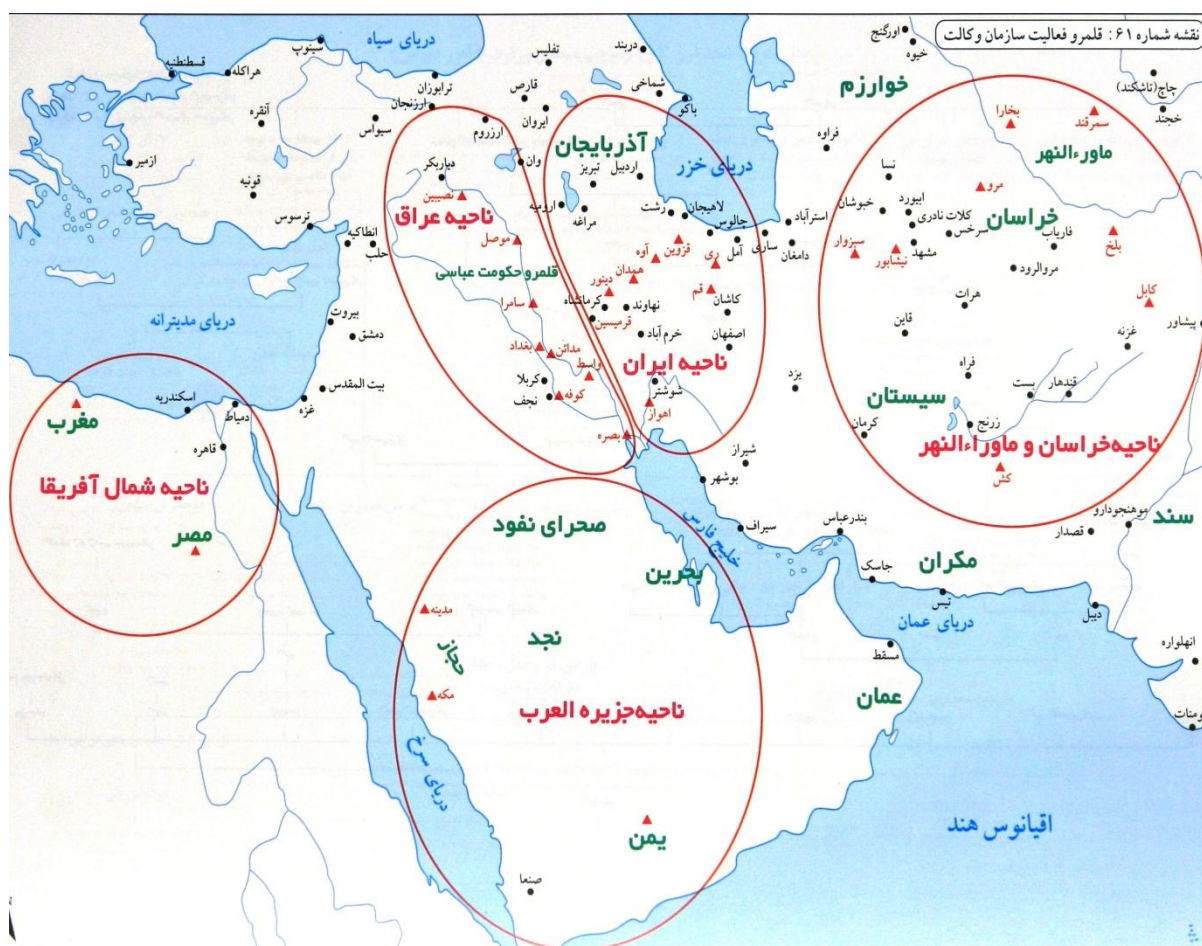 نقشه شماره ۶۱ : قلمرو فعالیت سازمان وکالت
دریای سیاه
سینوپ
قسطنطنیه
هراکله
ترابوزان
ارزنجان
آنقره
سیواس
ازمیر
قونیه
ترسوس
انطاکیه
حلب
تفلیس
قارص
ایروان
ارزروم
وان
دیاربکر
نصیبین
دربند
شماخی
باکو
آذربایجان
اردبیل
تبریز
ارومیه
مراغه
دریای خزر
رشت
لاهیجان
چالوس
آمل
ساری
استرآباد
دامغان
اورگنج
خیوه
خوارزم
فراوه
چاچ (تاشکند)
خجند
بخارا
سمرقند
ماورءالنهر
نسا
مرو
خبوشان
ابیورد
خراسان
کلات نادری
سرخس
مشهد
سبزوار
نیشابور
فاریاب
بلخ
مروالرود
هرات
کابل
پیشاور
قاین
غزنه
فراه
بست
قندهار
سیستان
زرنج
کرمان
ناحیه‌خراسان و ماوراءالنهر
کش
ناحیه عراق
موصل
قلمرو حکومت عباسی
سامرا
بغداد
مدائن
واسط
کربلا
نجف
کوفه
بصره
آوه
قزوین
ری
همدان
دینور
قم
کرمانشاه
نهاوند
کاشان
قرمیسین
خرم آباد
اصفهان
ناحیه ایران
شوشتر
اهواز
یزد
شیراز
بوشهر
دریای مدیترانه
بیروت
دمشق
بیت المقدس
غزه
اسکندریه
دمیاط
مغرب
قاهره
ناحیه شمال آفریقا
مصر
صحرای نفود
خلیج فارس
سیراف
بندرعباس
بحرین
جاسک
مکران
تیس
قصدار
موهنجودارو
سند
دیبل
انهلواره
ومنات
دریای عمان
مسقط
عمان
مدینه
نجد
حجاز
مکه
ناحیه‌جزیره العرب
دریای سرخ
یمن
صنعا
اقیانوس هند